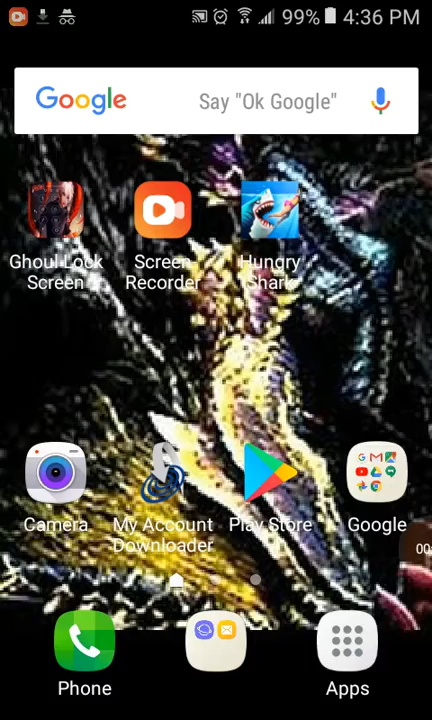 99% 4:36 PM
Google Say "Ok Google"
Ghoul Lock Screen Hungry
Screen Recorder Shark
Camera My Account Play Store Google
Downloader
00:
Phone Apps